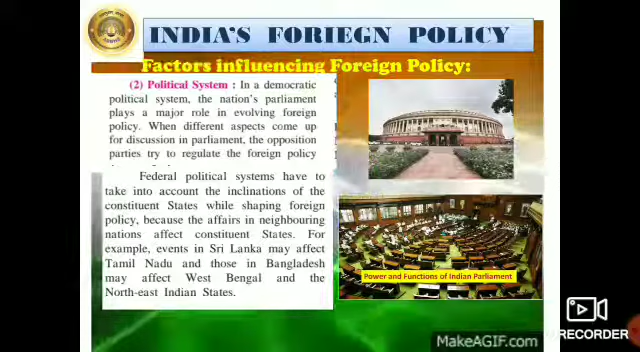 INDIA'S FORIEGN POLICY
Factors influencing Foreign Policy:
(2) Political System : In a democratic
political system, the nation's parliament
plays a major role in evolving foreign
policy. When different aspects come up
for discussion in parliament, the opposition
parties try to regulate the foreign policy
Federal political systems have to
take into account the inclinations of the
constituent States while shaping foreign
policy, because the affairs in neighbouring
nations affect constituent States. For
example, events in Sri Lanka may affect
Tamil Nadu and those in Bangladesh
may affect West Bengal and the
North-east Indian States.
Power and Functions of Indian Parliament
RECORDER
MakeAGIF.com